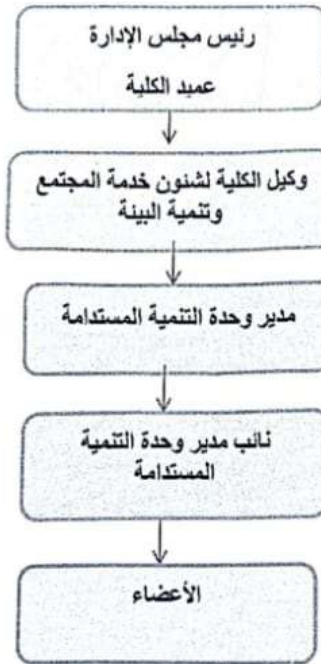 رئيس مجلس الإدارة
عميد الكلية
وكيل الكلية لشئون خدمة المجتمع
وتنمية البيئة
مدير وحدة التنمية المستدامة
نائب مدير وحدة التنمية
المستدامة
الأعضاء